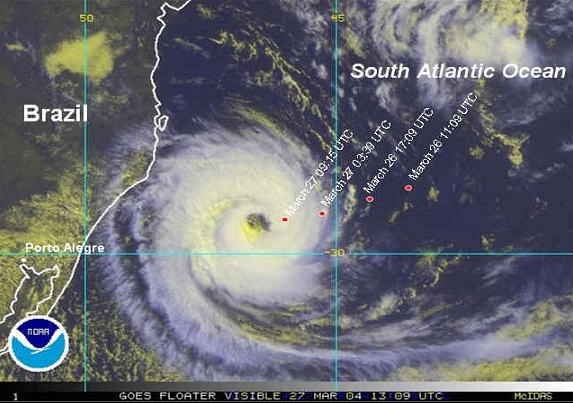 50
45
South Atlantic Ocean
Brazil
March 27 09:15 UTC
March 27 03:39 UTC
March 26 17:09 UTC
March 26 11:09 UTC
Porto Alegre
-30
NOAA
1 GOES FLOATER VISIBLE 27 MAR 04 13:09 UTC McIDAS